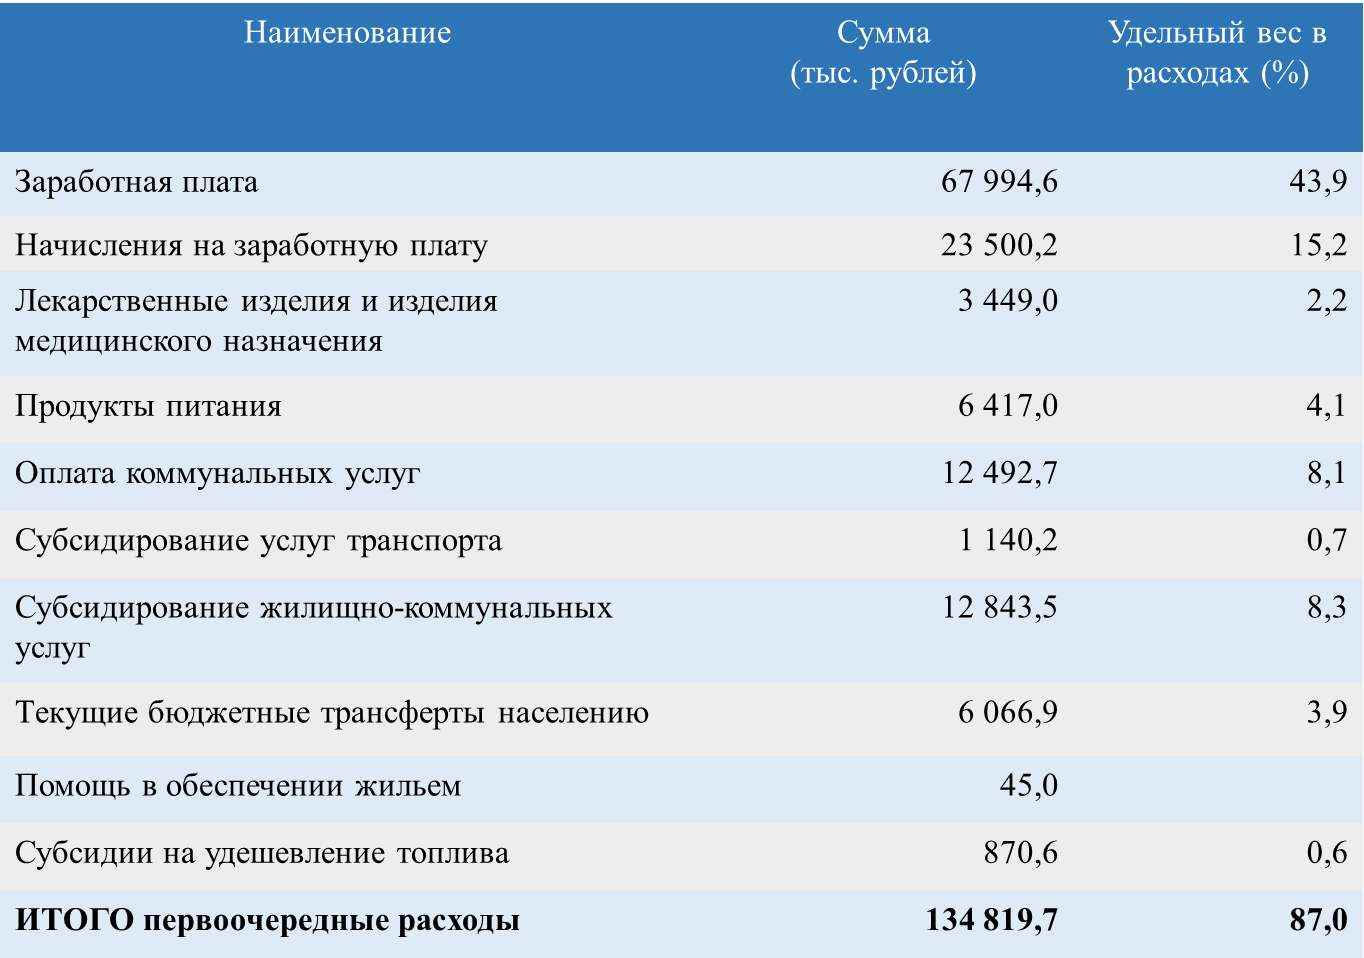 Наименование Сумма Удельный вес в
(тыс. рублей) расходах (%)
Заработная плата 67 994,6 43,9
Начисления на заработную плату 23 500,2 15,2
Лекарственные изделия и изделия 3 449,0 2,2
медицинского назначения
Продукты питания 6 417,0 4,1
Оплата коммунальных услуг 12 492,7 8,1
Субсидирование услуг транспорта 1 140,2 0,7
Субсидирование жилищно-коммунальных 12 843,5 8,3
услуг
Текущие бюджетные трансферты населению 6 066,9 3,9
Помощь в обеспечении жильем 45,0
Субсидии на удешевление топлива 870,6 0,6
ИТОГО первоочередные расходы 134 819,7 87,0